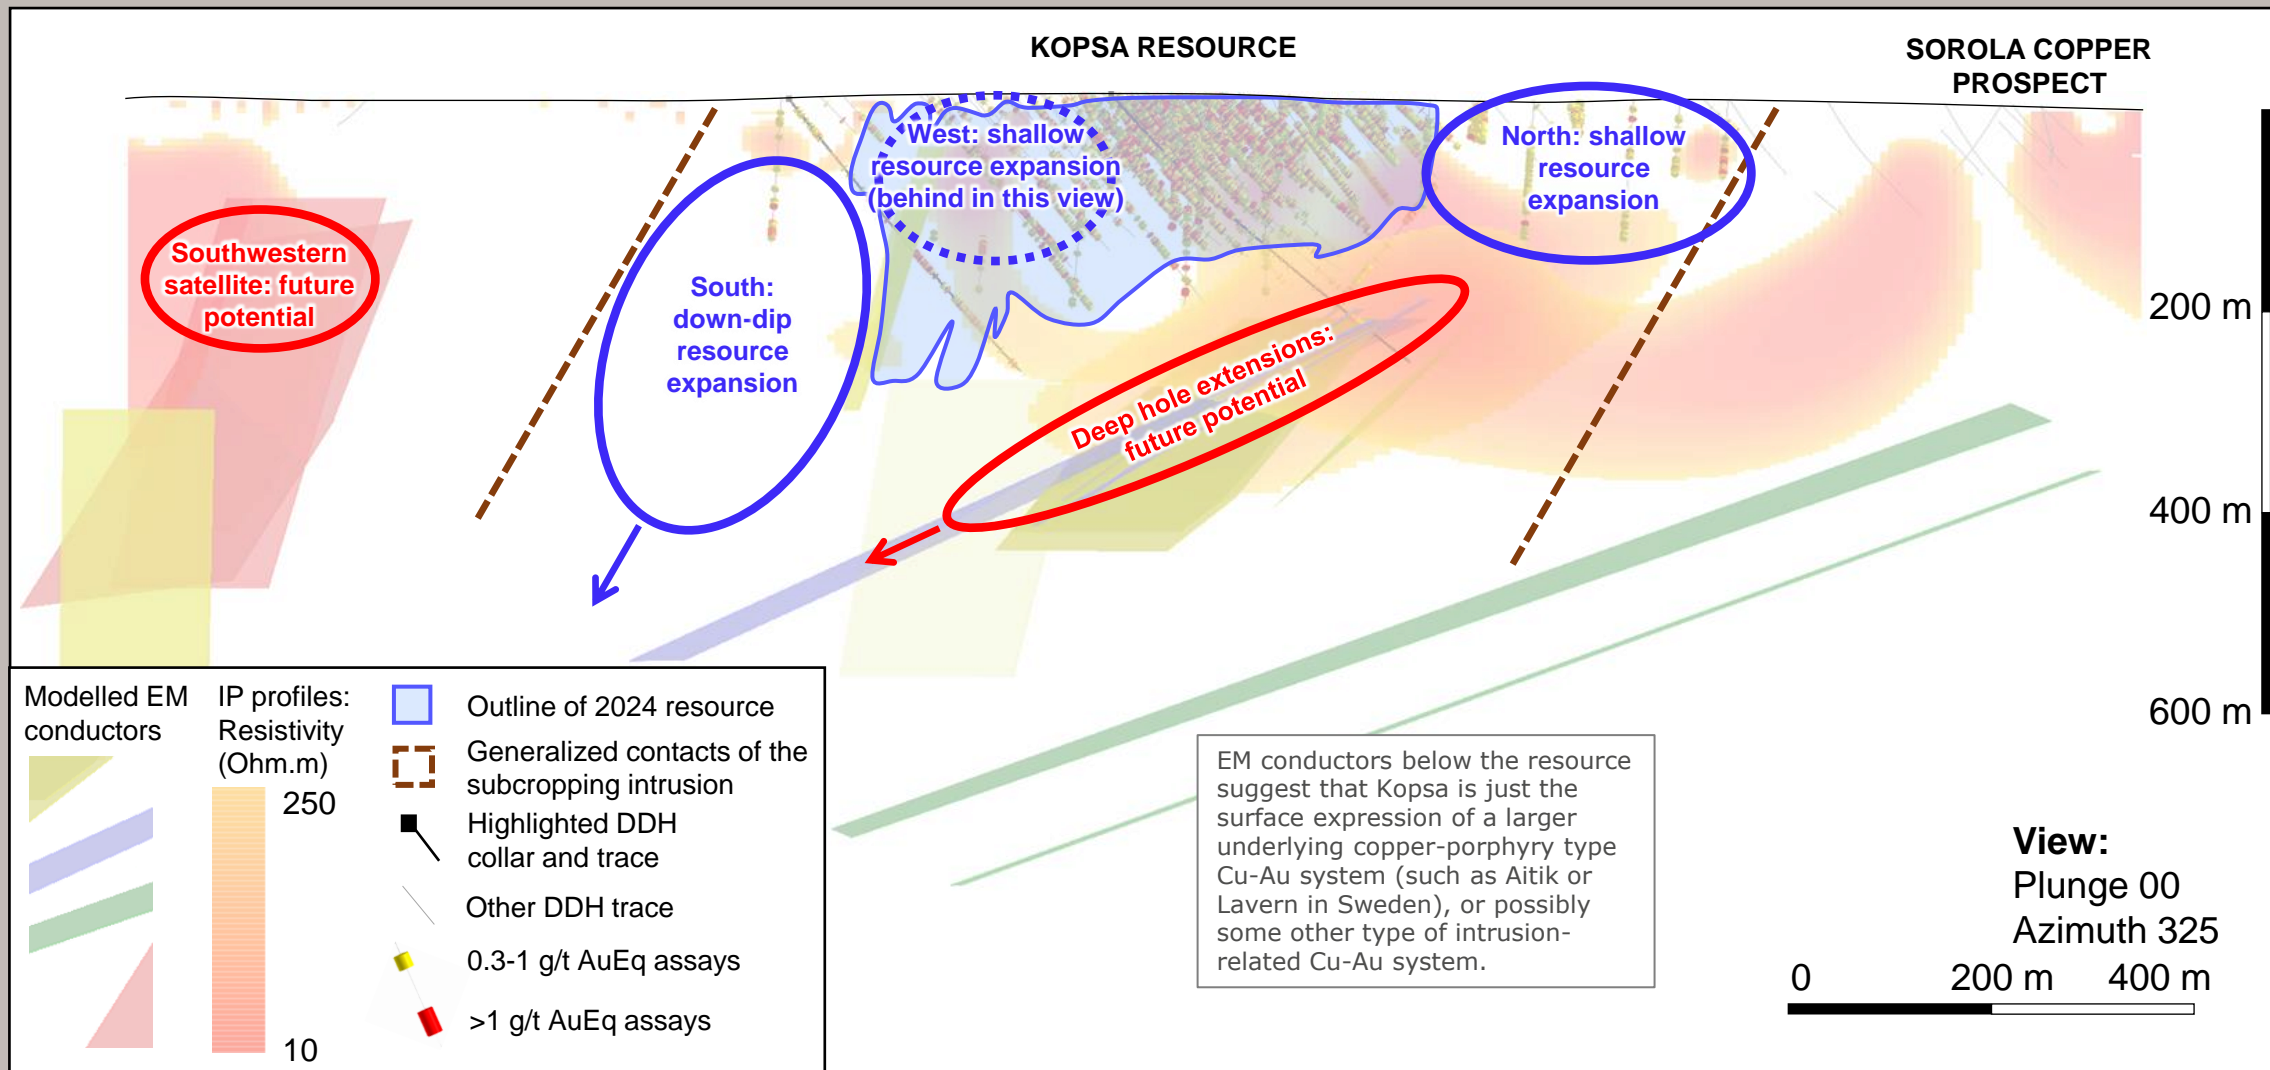 KOPSA RESOURCE
SOROLA COPPER
PROSPECT
West: shallow
resource expansion
(behind in this view)
North: shallow
resource
expansion
Southwestern
satellite: future
potential
South:
down-dip
resource
expansion
Deep hole extensions:
future potential
200 m
400 m
600 m
Modelled EM
conductors
IP profiles:
Resistivity
(Ohm.m)
250
10
Outline of 2024 resource
Generalized contacts of the
subcropping intrusion
Highlighted DDH
collar and trace
Other DDH trace
0.3-1 g/t AuEq assays
>1 g/t AuEq assays
EM conductors below the resource
suggest that Kopsa is just the
surface expression of a larger
underlying copper-porphyry type
Cu-Au system (such as Aitik or
Lavern in Sweden), or possibly
some other type of intrusion-
related Cu-Au system.
View:
Plunge 00
Azimuth 325
0 200 m 400 m